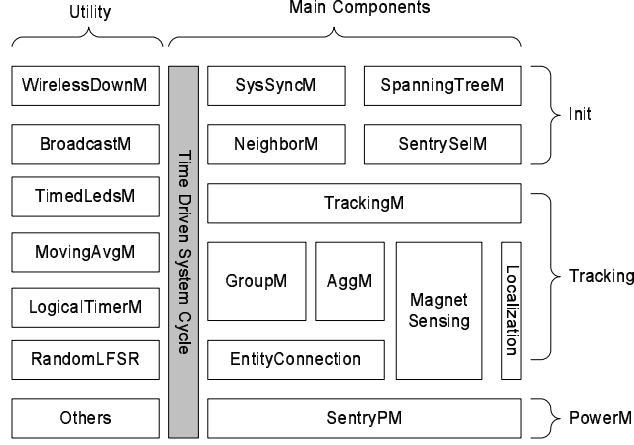 Utility
Main Components
WirelessDownM
BroadcastM
TimedLedsM
MovingAvgM
LogicalTimerM
RandomLFSR
Others
Time Driven System Cycle
SysSyncM
SpanningTreeM
NeighborM
SentrySelM
Init
TrackingM
GroupM
AggM
Magnet
Sensing
Localization
EntityConnection
Tracking
SentryPM
PowerM